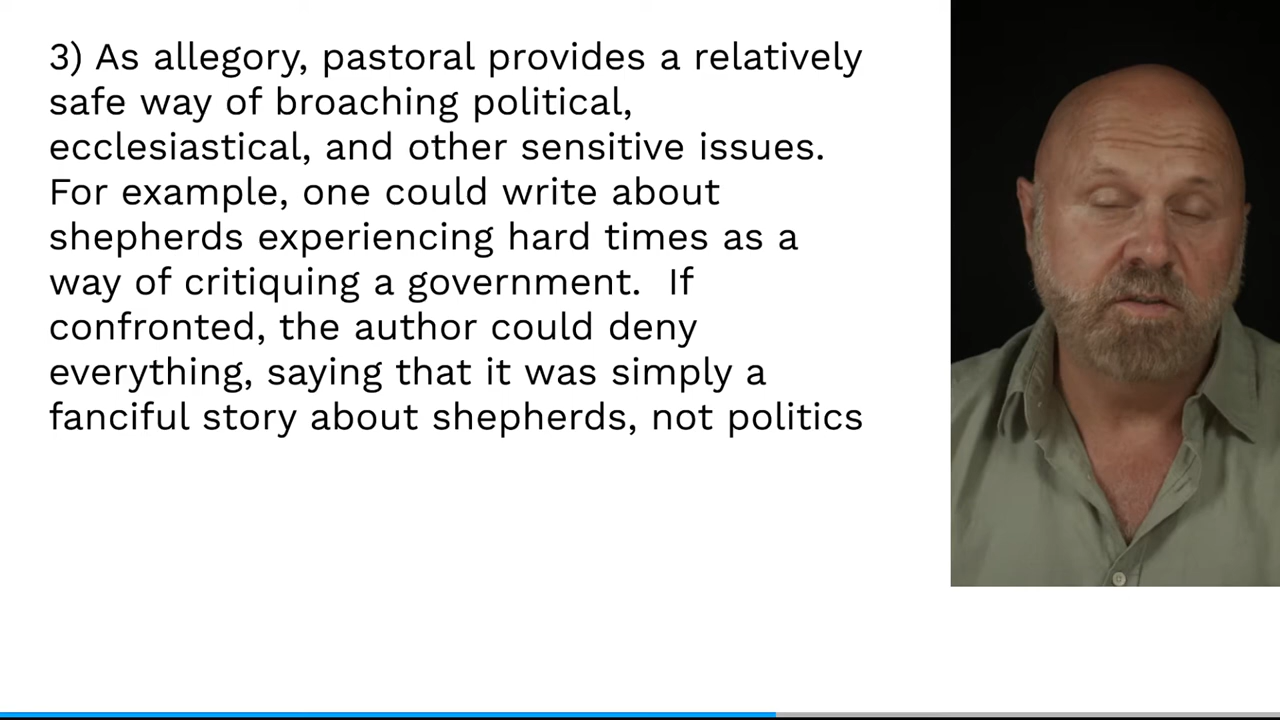 3) As allegory, pastoral provides a relatively
safe way of broaching political,
ecclesiastical, and other sensitive issues.
For example, one could write about
shepherds experiencing hard times as a
way of critiquing a government.  If
confronted, the author could deny
everything, saying that it was simply a
fanciful story about shepherds, not politics